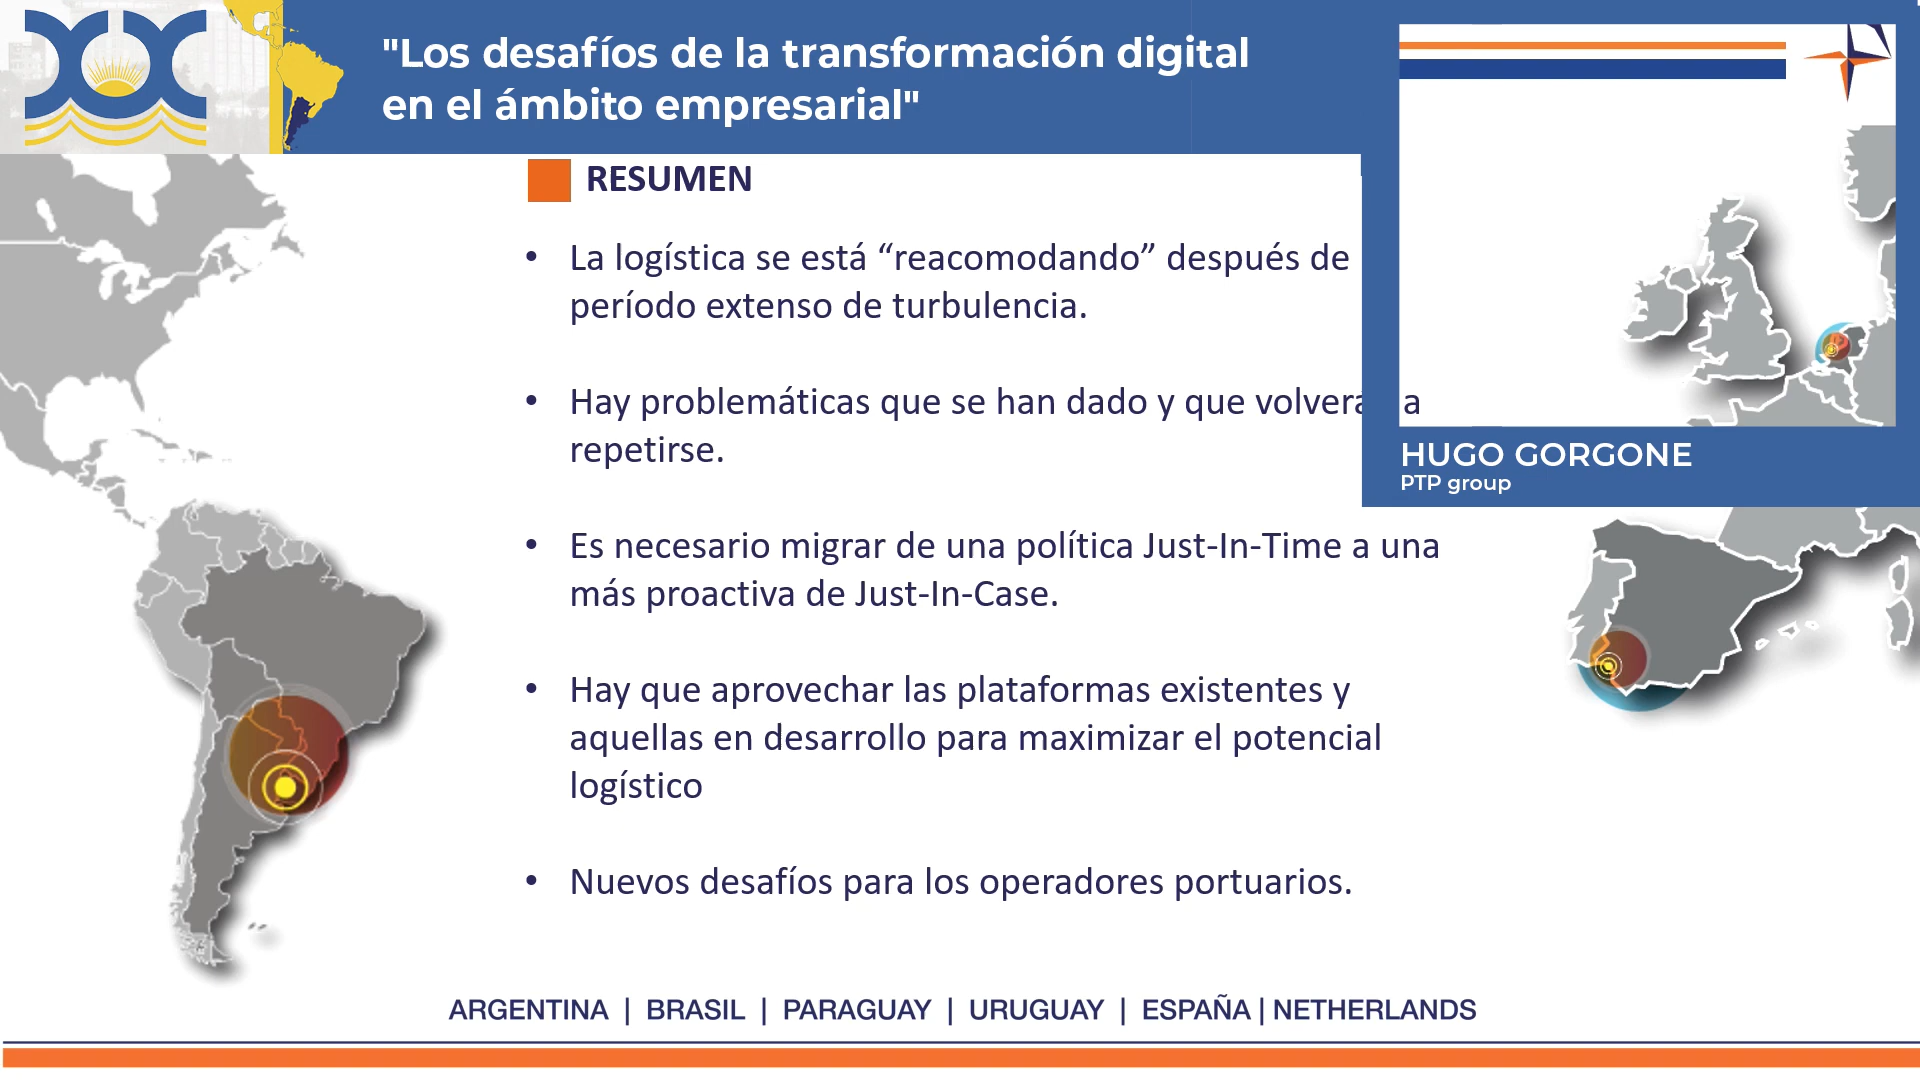 "Los desafíos de la transformación digital
en el ámbito empresarial"
RESUMEN
• La logística se está “reacomodando” después de
período extenso de turbulencia.
• Hay problemáticas que se han dado y que a
repetirse.
• Es necesario migrar de una política Just-In-Time a una
más proactiva de Just-In-Case.
• Hay que aprovechar las plataformas existentes y
aquellas en desarrollo para maximizar el potencial
logístico
• Nuevos desafíos para los operadores portuarios.
HUGO GORGONE
PTP group
ARGENTINA | BRASIL | PARAGUAY | URUGUAY | ESPAÑA | NETHERLANDS